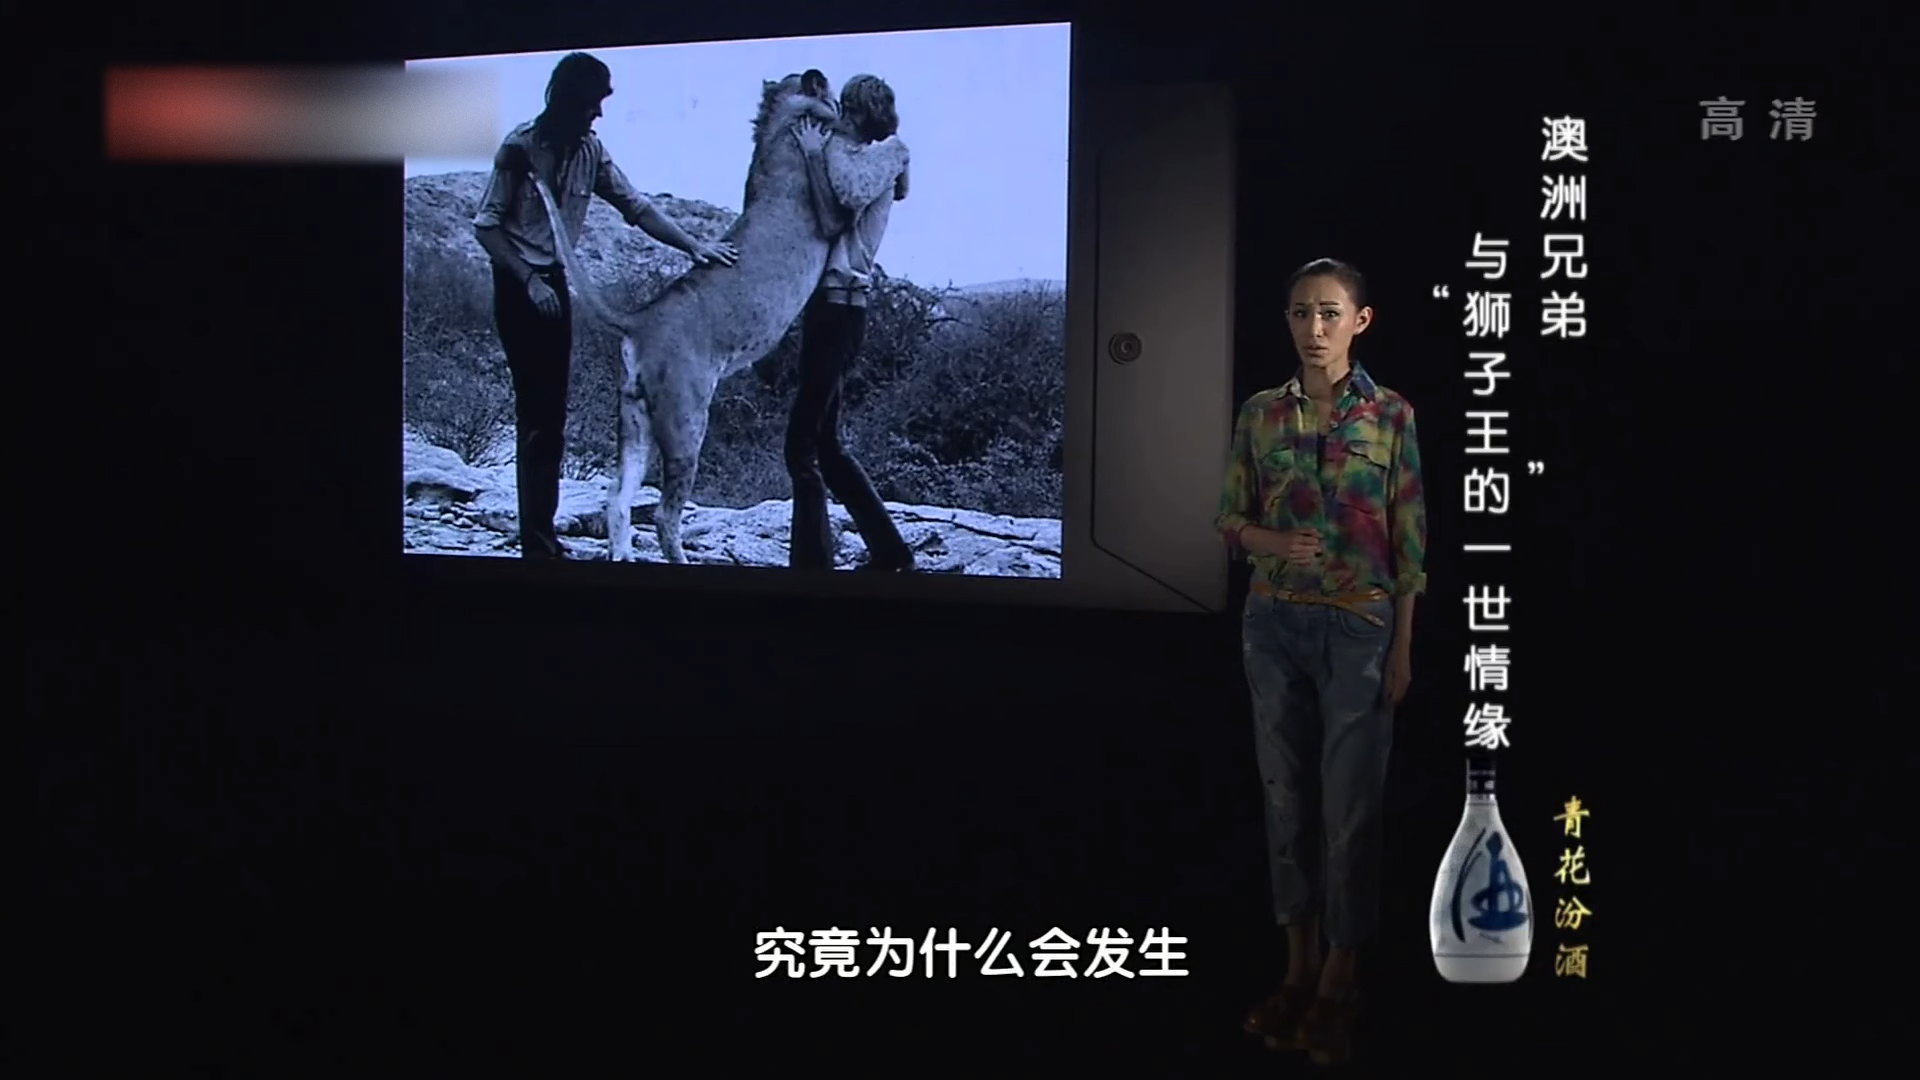 高清
澳洲兄弟
与“狮子王”的一世情缘
青花汾酒
酒
究竟为什么会发生